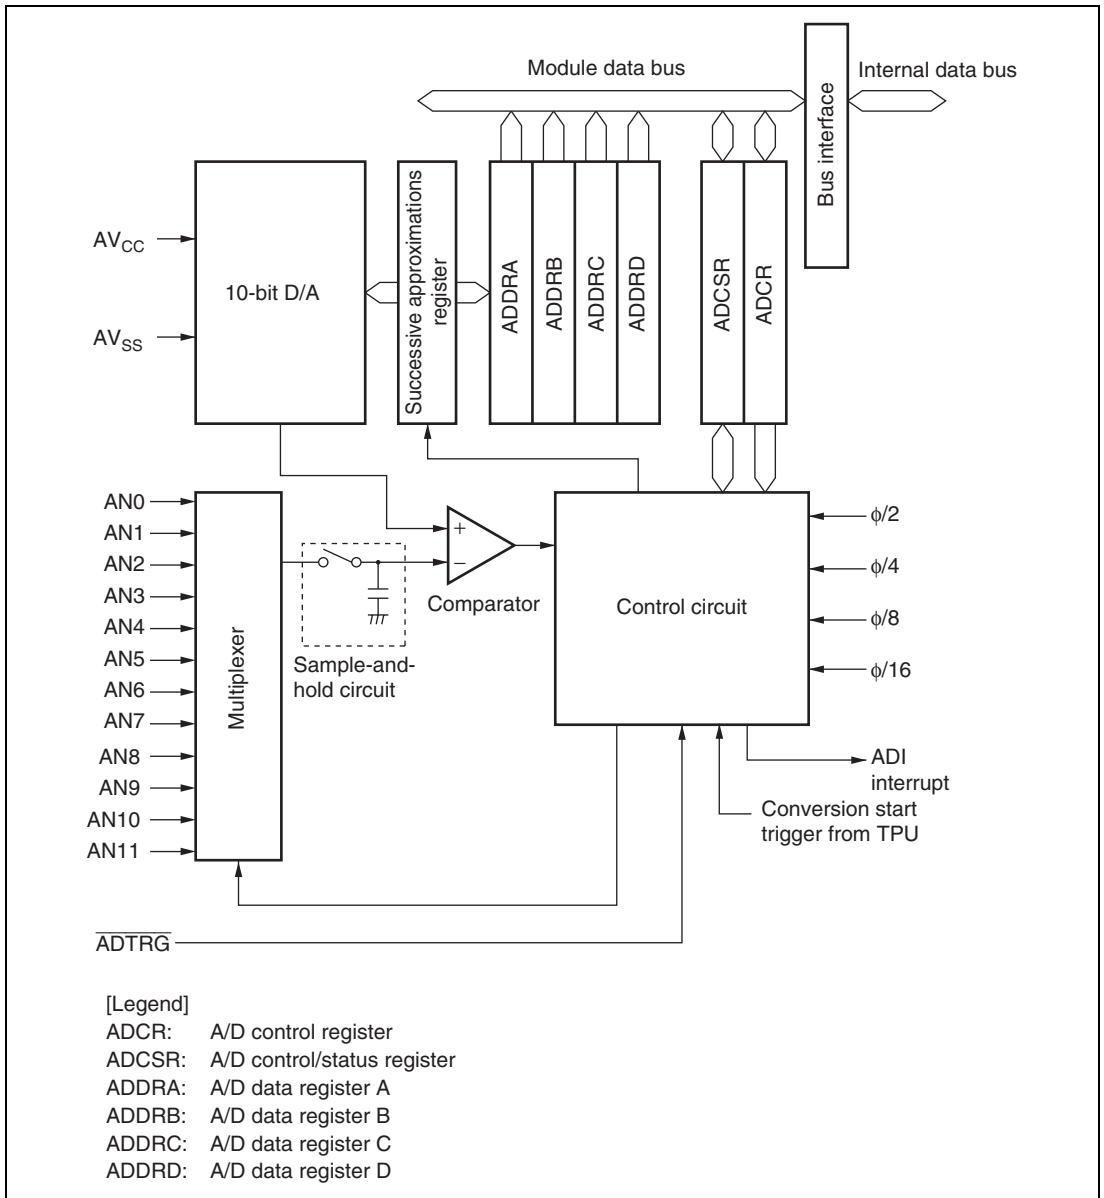 Module data bus
Internal data bus
Bus interface
AVCC
AVSS
10-bit D/A
Successive approximations
register
ADDRA
ADDRB
ADDRC
ADDRD
ADCSR
ADCR
AN0
AN1
AN2
AN3
AN4
AN5
AN6
AN7
AN8
AN9
AN10
AN11
Multiplexer
+
−
Comparator
Sample-and-
hold circuit
Control circuit
ϕ/2
ϕ/4
ϕ/8
ϕ/16
ADI
interrupt
Conversion start
trigger from TPU
ADTRG
[Legend]
ADCR: A/D control register
ADCSR: A/D control/status register
ADDRA: A/D data register A
ADDRB: A/D data register B
ADDRC: A/D data register C
ADDRD: A/D data register D